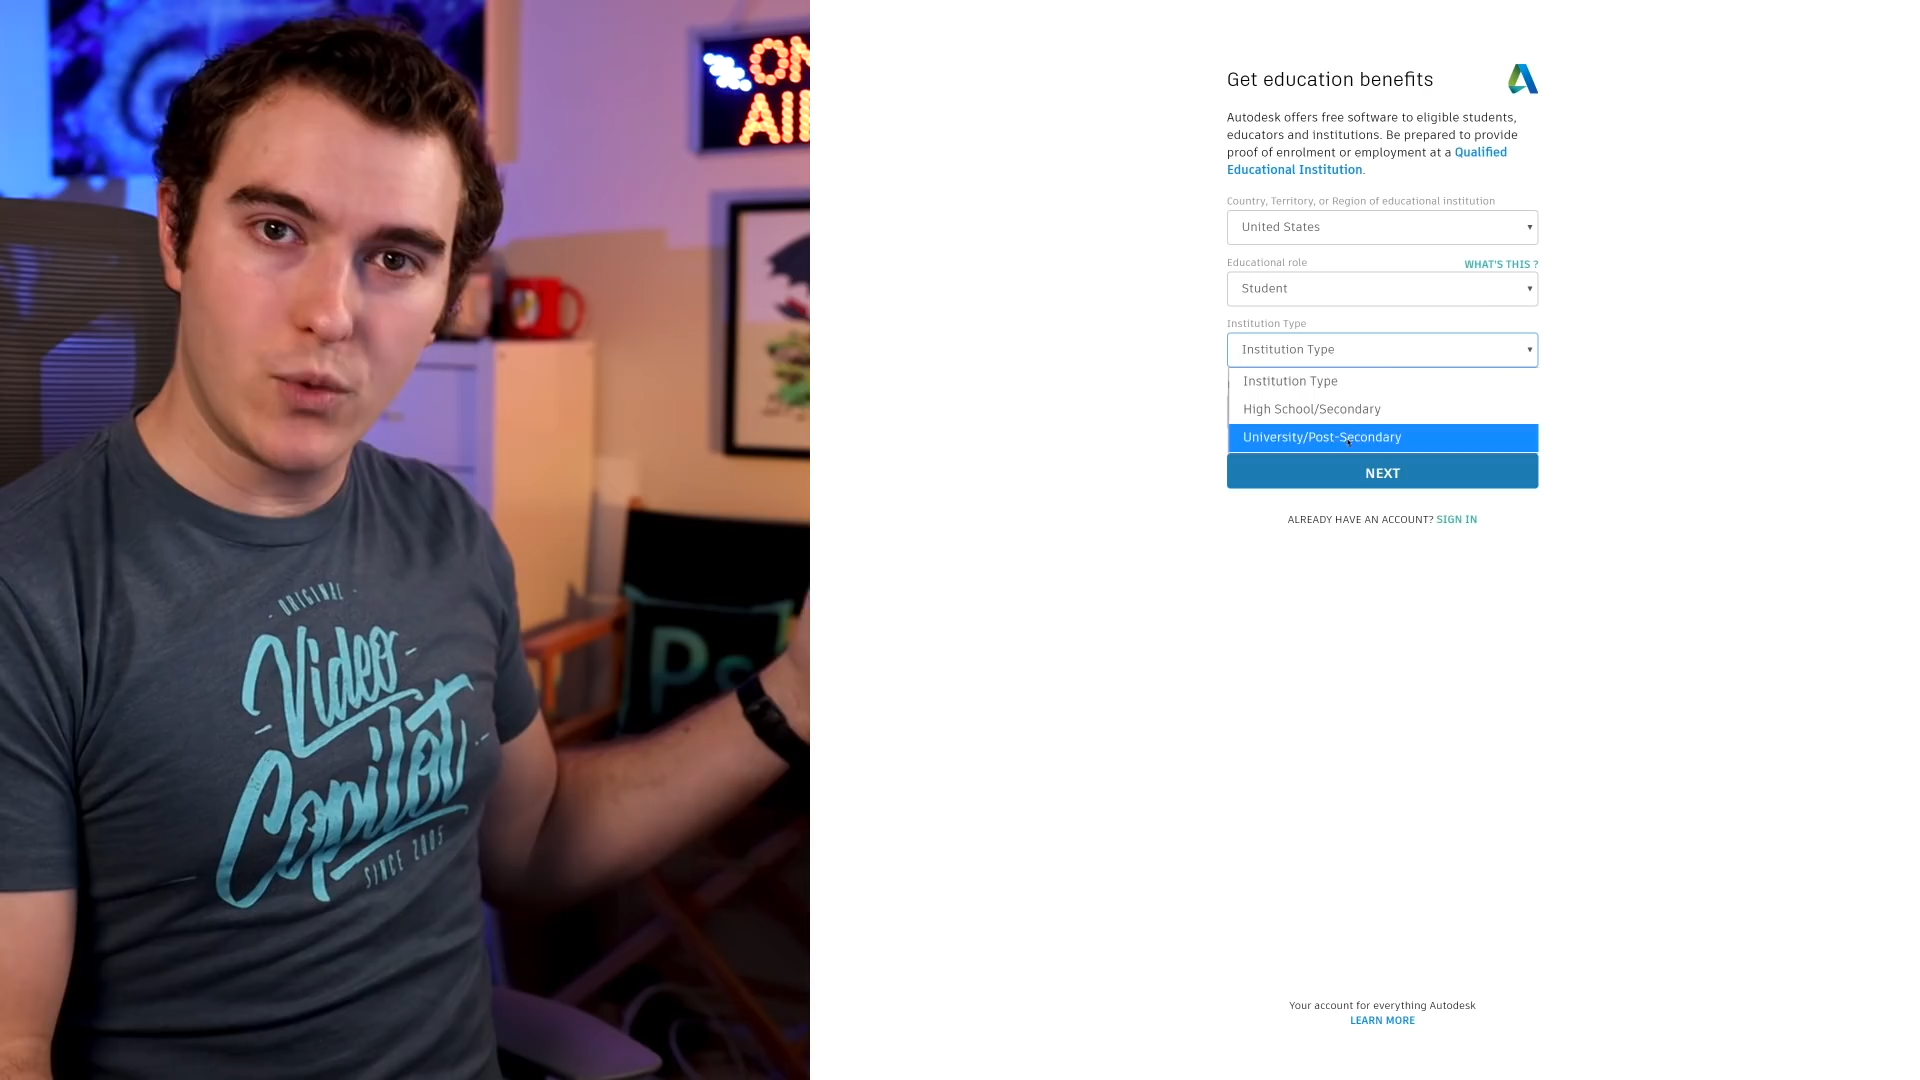 ON
AIR
Ps
- ORIGINAL -
Video
Copilot
SINCE 2005
Get education benefits
Autodesk offers free software to eligible students,
educators and institutions. Be prepared to provide
proof of enrolment or employment at a Qualified
Educational Institution.
Country, Territory, or Region of educational institution
United States
Educational role
WHAT'S THIS ?
Student
Institution Type
Institution Type
Institution Type
High School/Secondary
University/Post-Secondary
NEXT
ALREADY HAVE AN ACCOUNT? SIGN IN
Your account for everything Autodesk
LEARN MORE